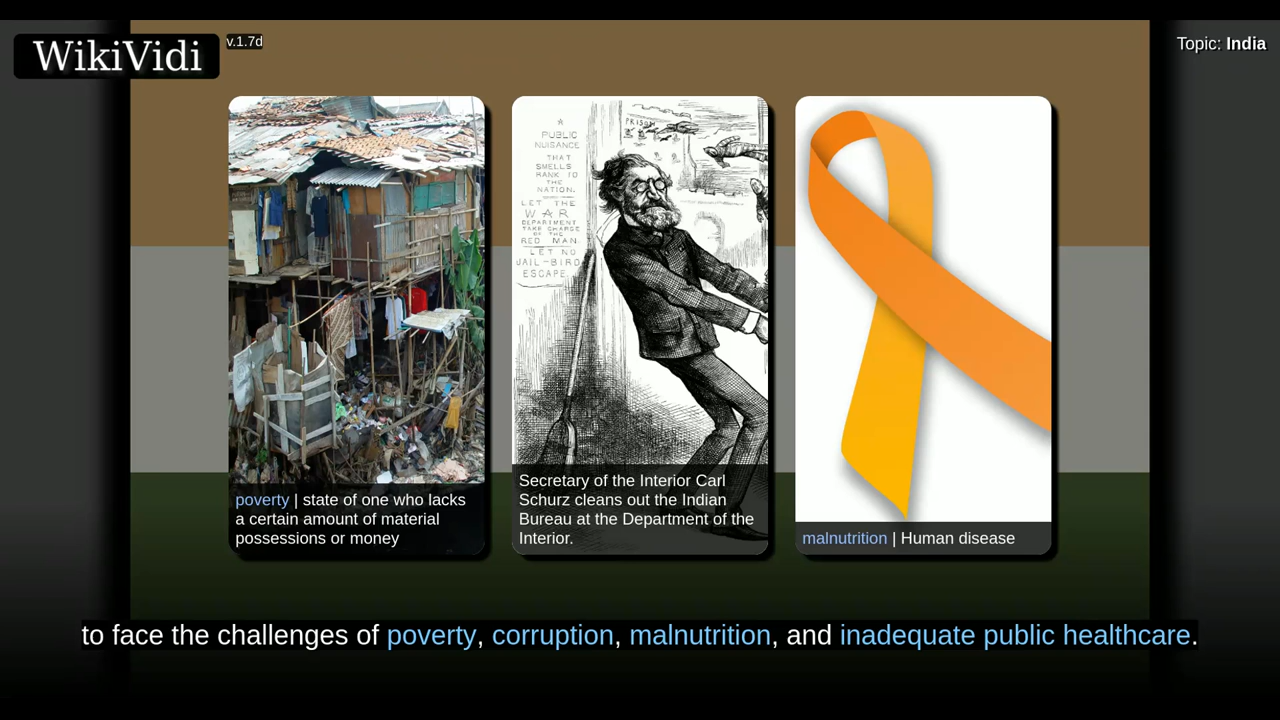 WikiVidi
v.1.7d
Topic: India
PUBLIC
NUISANCE
THAT
SMELLS
RANK TO
THE
NATION.
LET THE
WAR
DEPARTMENT
TAKE CHARGE
OF THE
RED MAN.
LET NO
JAIL-BIRD
ESCAPE.
PRISON
poverty | state of one who lacks
a certain amount of material
possessions or money
Secretary of the Interior Carl
Schurz cleans out the Indian
Bureau at the Department of the
Interior.
malnutrition | Human disease
to face the challenges of poverty, corruption, malnutrition, and inadequate public healthcare.